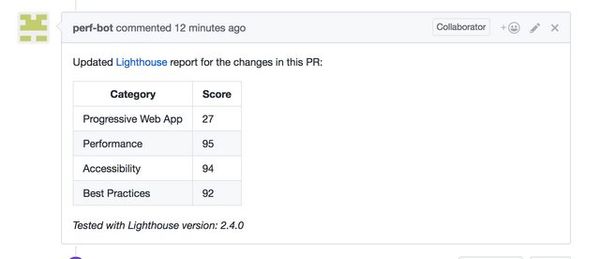 perf-bot commented 12 minutes ago
Collaborator
Updated Lighthouse report for the changes in this PR:
Category Score
Progressive Web App 27
Performance 95
Accessibility 94
Best Practices 92
Tested with Lighthouse version: 2.4.0